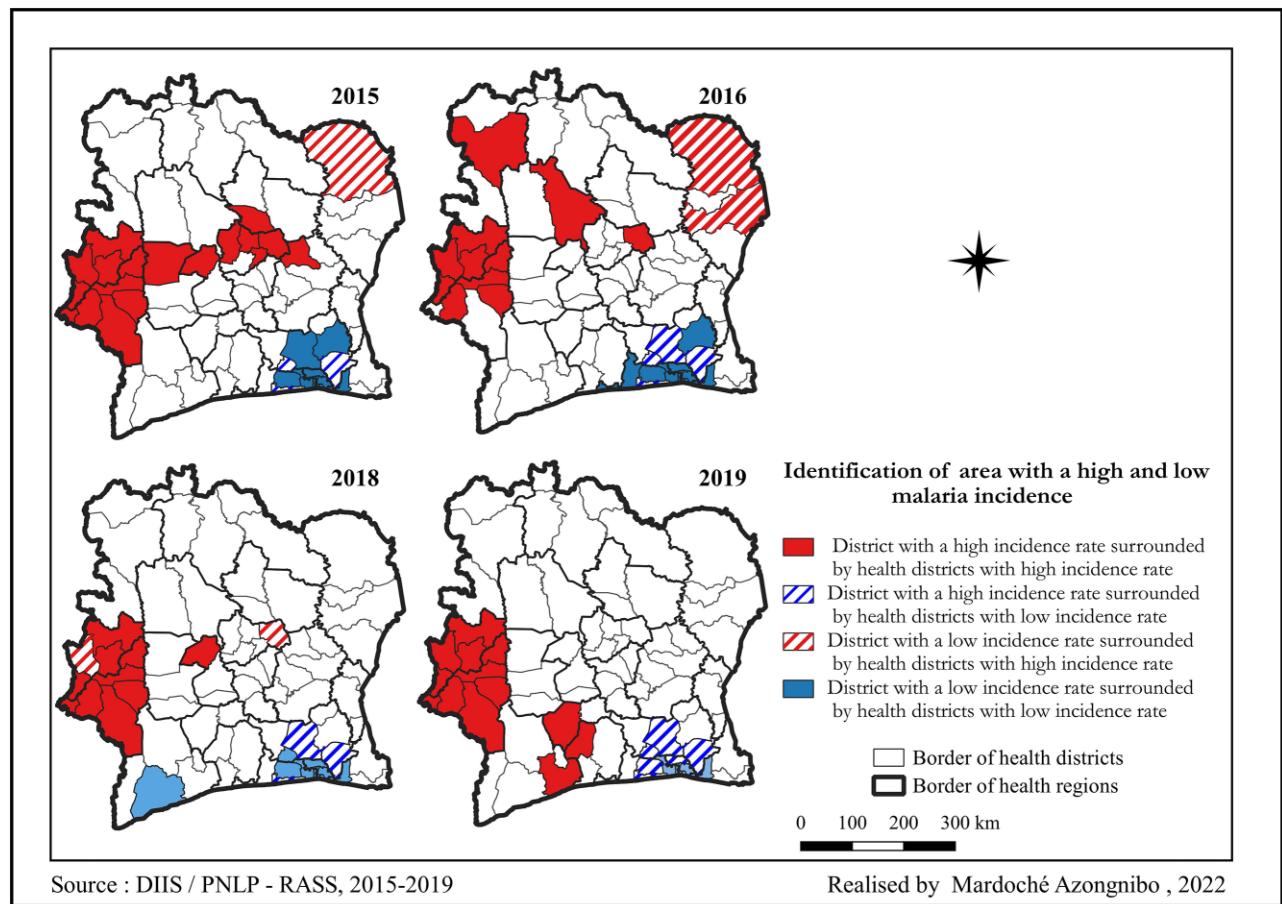 2015
2016
2018
2019
Identification of area with a high and low
malaria incidence
District with a high incidence rate surrounded
by health districts with high incidence rate
District with a high incidence rate surrounded
by health districts with low incidence rate
District with a low incidence rate surrounded
by health districts with high incidence rate
District with a low incidence rate surrounded
by health districts with low incidence rate
Border of health districts
Border of health regions
0 100 200 300 km
Source : DIIS / PNLP - RASS, 2015-2019
Realised by Mardoché Azongnibo , 2022